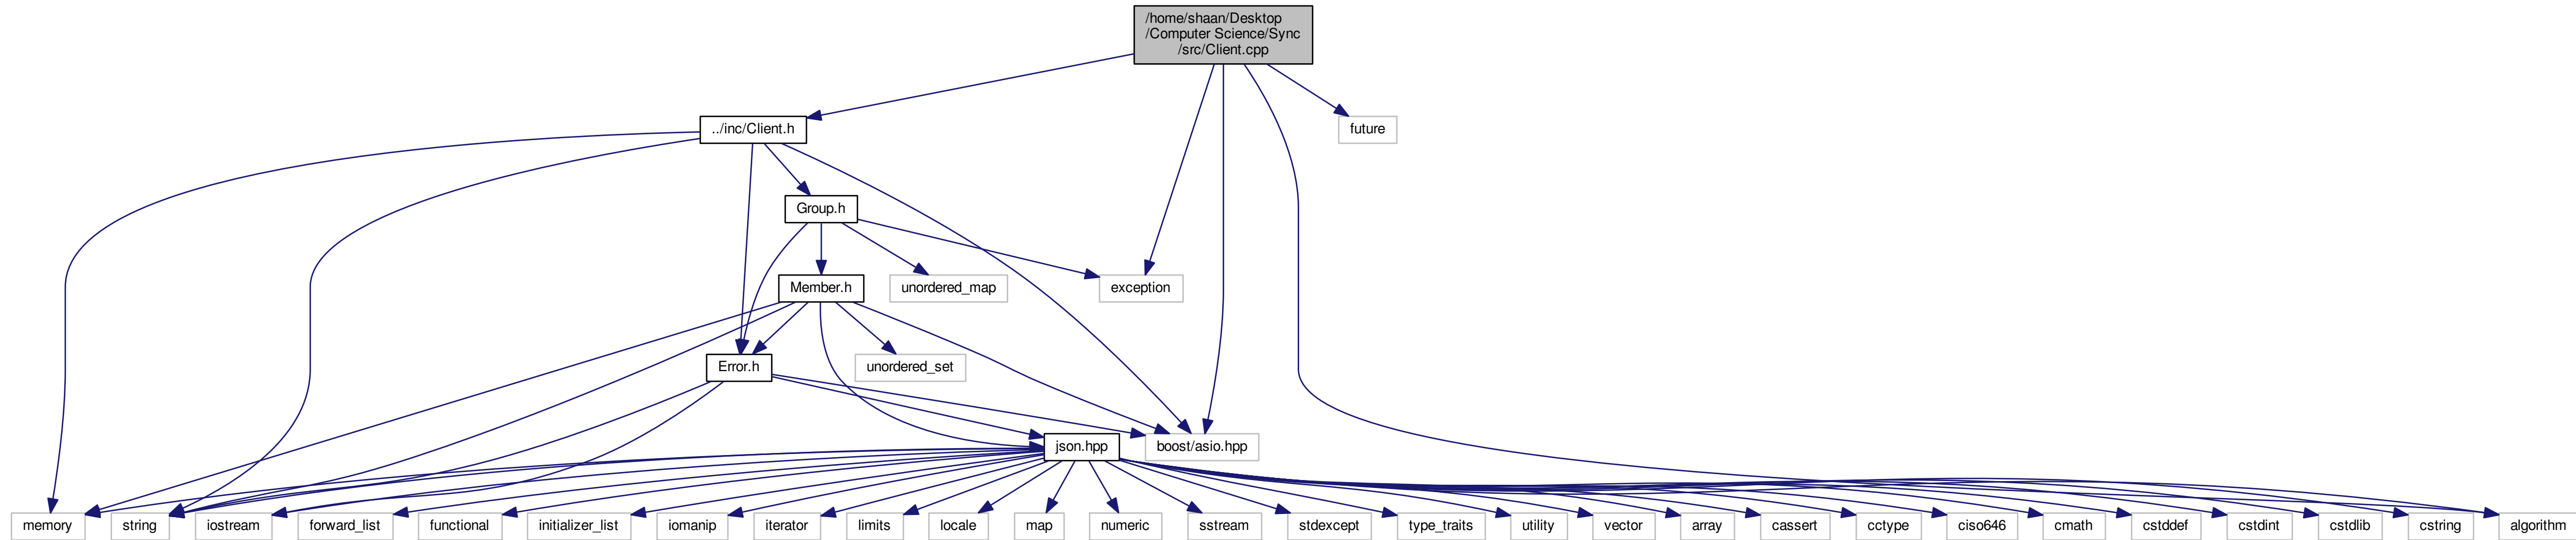 /home/shaan/Desktop
/Computer Science/Sync
/src/Client.cpp
../inc/Client.h
future
Group.h
Member.h
unordered_map
exception
Error.h
unordered_set
json.hpp
boost/asio.hpp
memory
string
iostream
forward_list
functional
initializer_list
iomanip
iterator
limits
locale
map
numeric
sstream
stdexcept
type_traits
utility
vector
array
cassert
cctype
ciso646
cmath
cstddef
cstdint
cstdlib
cstring
algorithm